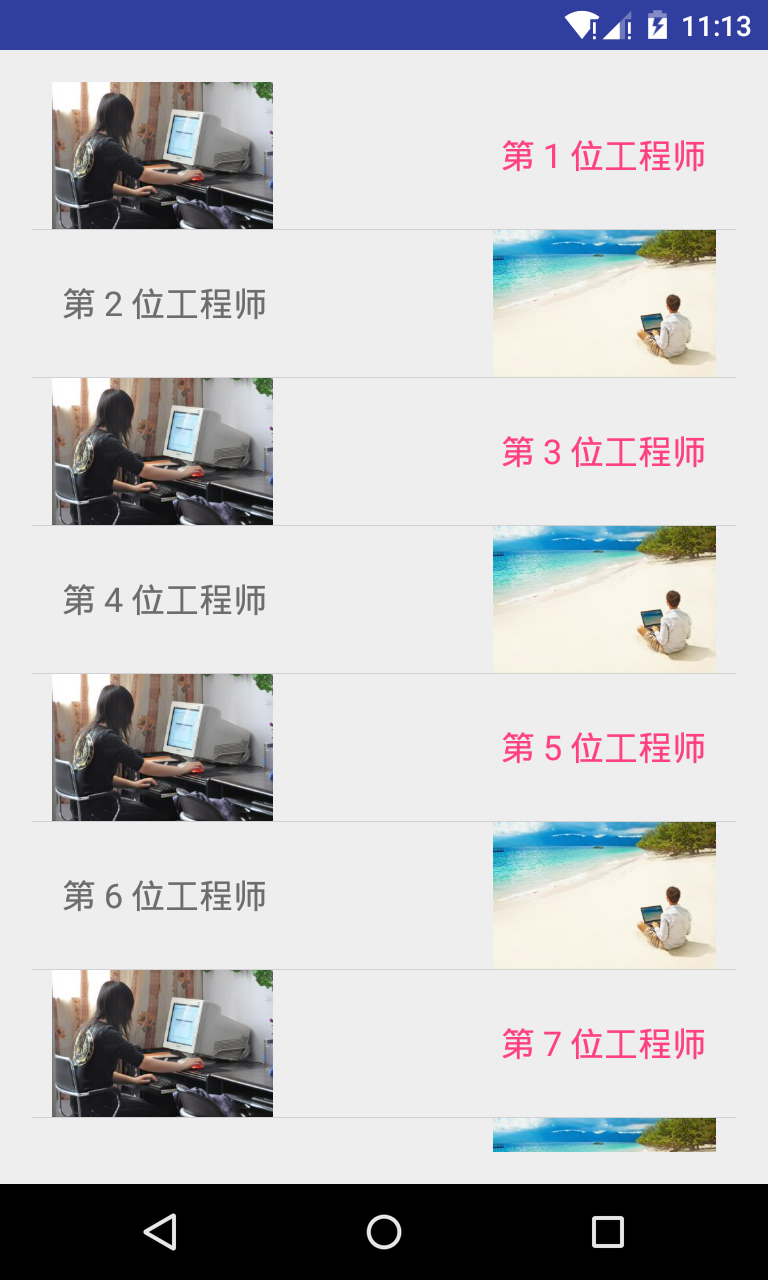 11:13
第 1 位工程师
第 2 位工程师
第 3 位工程师
第 4 位工程师
第 5 位工程师
第 6 位工程师
第 7 位工程师